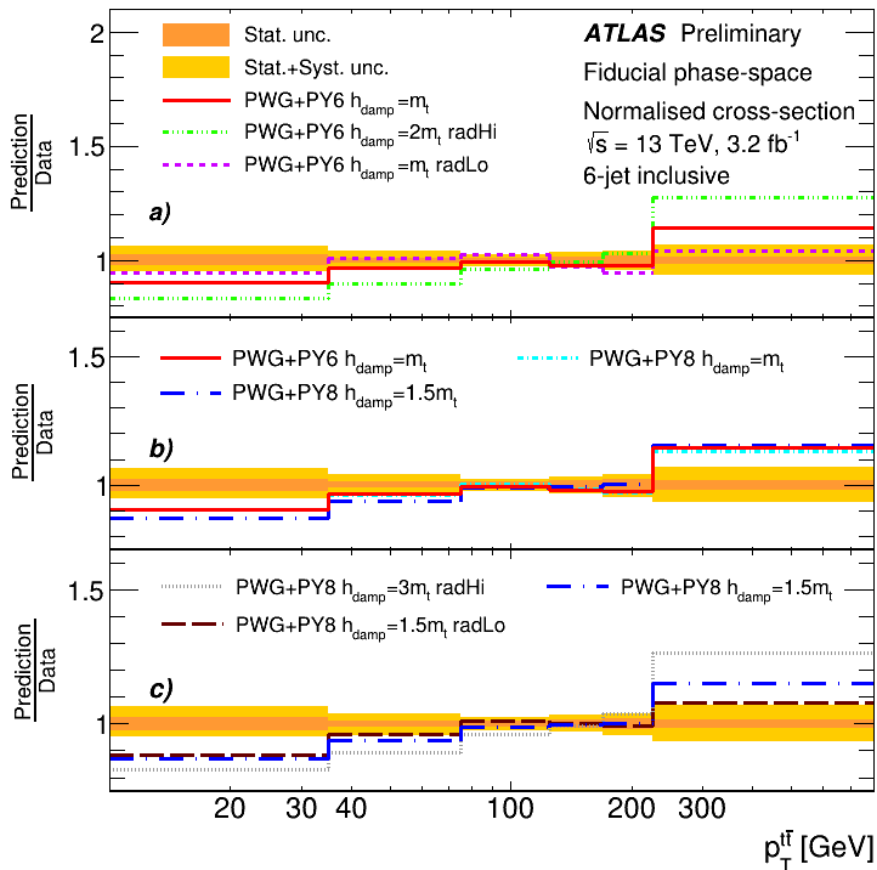 2
1.5
1
Prediction
Data
Stat. unc.
Stat.+Syst. unc.
PWG+PY6 h_damp=m_t
PWG+PY6 h_damp=2m_t radHi
PWG+PY6 h_damp=m_t radLo
ATLAS Preliminary
Fiducial phase-space
Normalised cross-section
√s = 13 TeV, 3.2 fb⁻¹
6-jet inclusive
a)
1.5
1
Prediction
Data
PWG+PY6 h_damp=m_t
PWG+PY8 h_damp=m_t
PWG+PY8 h_damp=1.5m_t
b)
1.5
1
Prediction
Data
PWG+PY8 h_damp=3m_t radHi
PWG+PY8 h_damp=1.5m_t
PWG+PY8 h_damp=1.5m_t radLo
c)
20 30 40 100 200 300
p_T^{tt̄} [GeV]